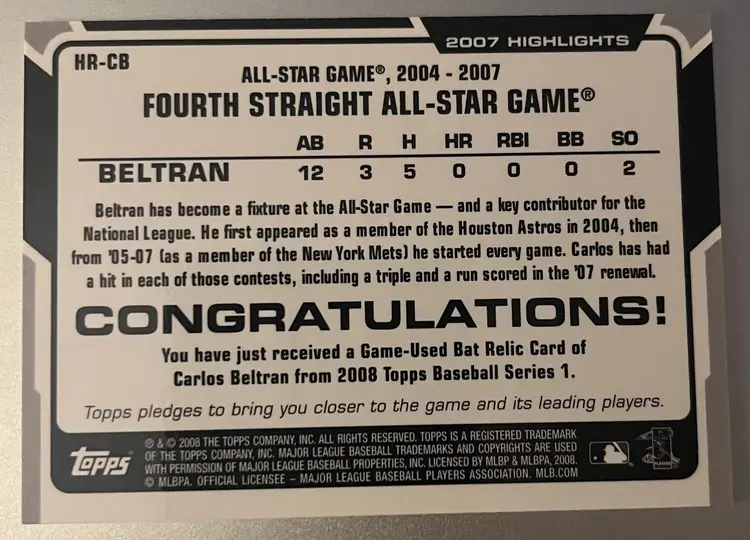 2007 HIGHLIGHTS
HR-CB
ALL-STAR GAME®, 2004 - 2007
FOURTH STRAIGHT ALL-STAR GAME®
AB R H HR RBI BB SO
BELTRAN 12 3 5 0 0 0 2
Beltran has become a fixture at the All-Star Game — and a key contributor for the
National League. He first appeared as a member of the Houston Astros in 2004, then
from '05-07 (as a member of the New York Mets) he started every game. Carlos has had
a hit in each of those contests, including a triple and a run scored in the '07 renewal.
CONGRATULATIONS!
You have just received a Game-Used Bat Relic Card of
Carlos Beltran from 2008 Topps Baseball Series 1.
Topps pledges to bring you closer to the game and its leading players.
topps
® & © 2008 THE TOPPS COMPANY, INC. ALL RIGHTS RESERVED. TOPPS IS A REGISTERED TRADEMARK
OF THE TOPPS COMPANY, INC. MAJOR LEAGUE BASEBALL TRADEMARKS AND COPYRIGHTS ARE USED
WITH PERMISSION OF MAJOR LEAGUE BASEBALL PROPERTIES, INC. LICENSED BY MLBP & MLBPA, 2008.
© MLBPA. OFFICIAL LICENSEE – MAJOR LEAGUE BASEBALL PLAYERS ASSOCIATION. MLB.COM